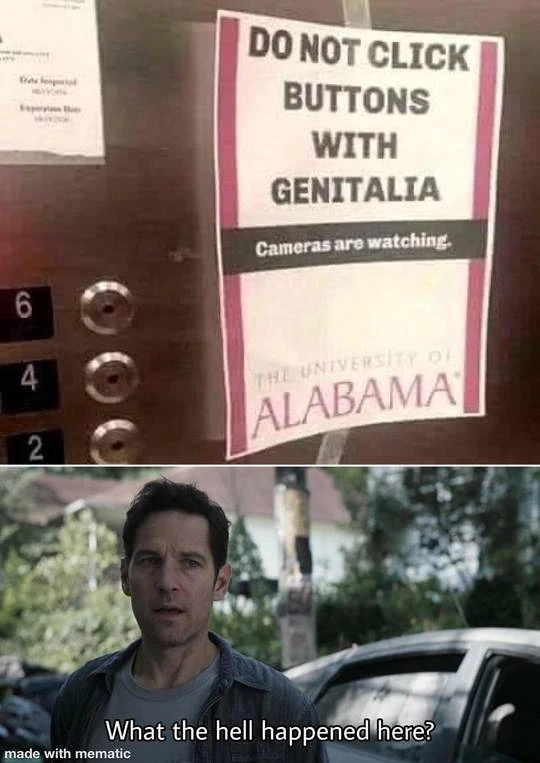 DO NOT CLICK
BUTTONS
WITH
GENITALIA
Cameras are watching.
THE UNIVERSITY OF
ALABAMA
6
4
2
What the hell happened here?
made with mematic